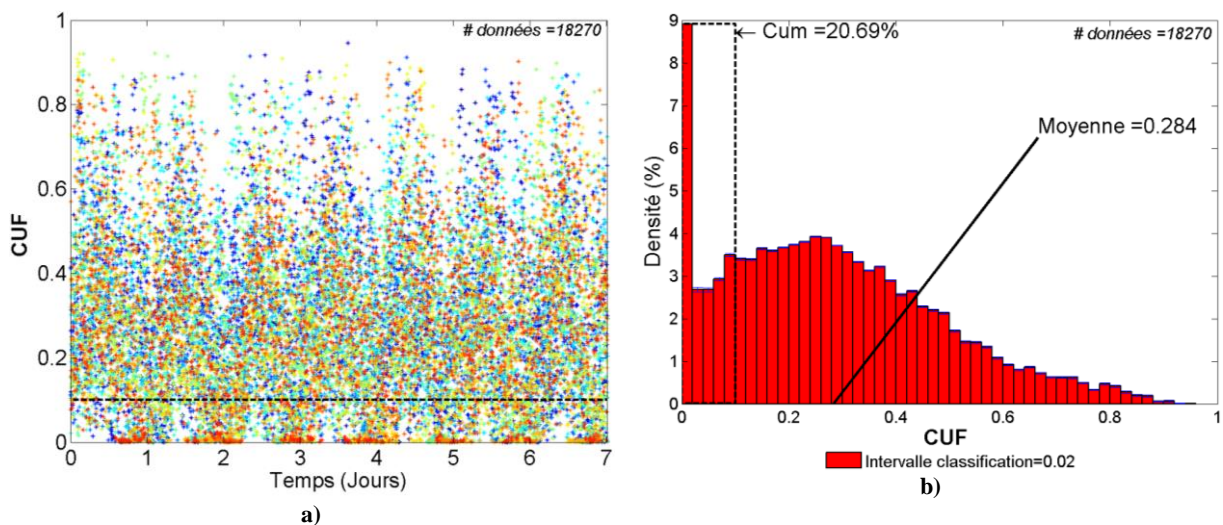 # données =18270
1
0.8
0.6
0.4
0.2
0
CUF
0 1 2 3 4 5 6 7
Temps (Jours)
a)
# données =18270
← Cum =20.69%
Moyenne =0.284
9
8
7
6
5
4
3
2
1
0
Densité (%)
0 0.2 0.4 0.6 0.8 1
CUF
Intervalle classification=0.02
b)